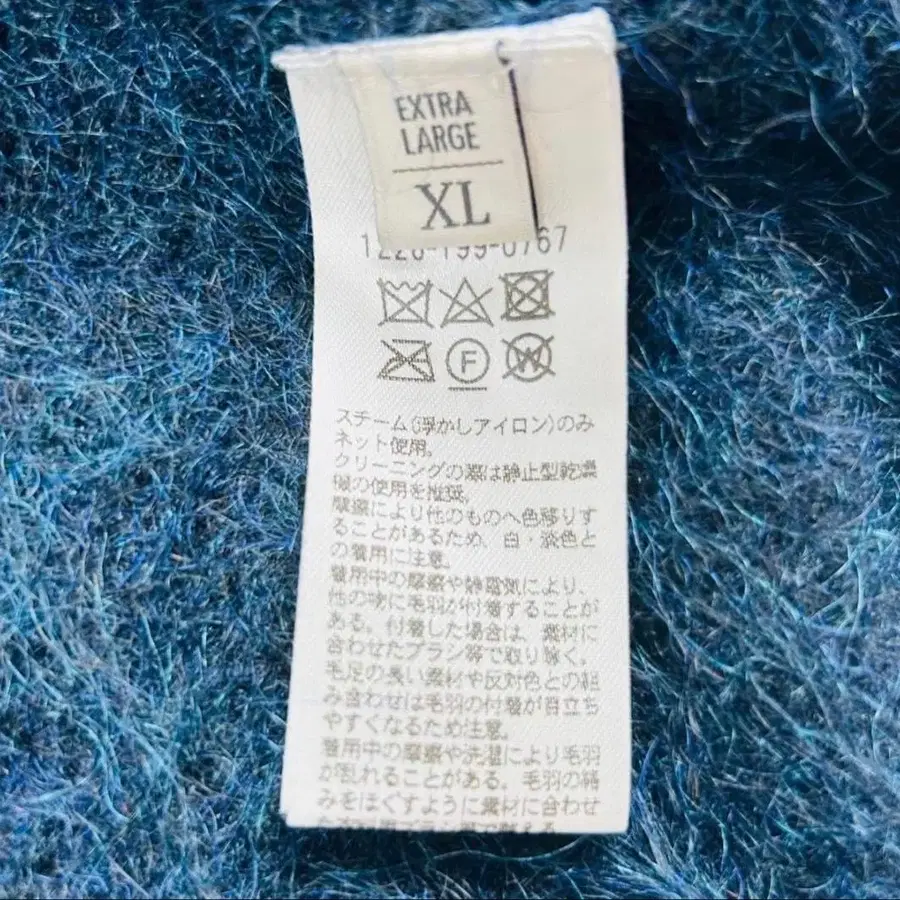 EXTRA
LARGE
XL
1226-199-0767
F
W
スチーム(浮かしアイロン)のみ
ネット使用。
クリーニングの際は静止型乾燥
機の使用を推奨。
摩擦により他のものへ色移りす
ることがあるため、白・淡色と
の着用に注意。
着用中の摩擦や静電気により、
他の物に毛羽が付着することが
ある。付着した場合は、素材に
合わせたブラシ等で取り除く。
毛足の長い素材や反対色との組
み合わせは毛羽の付着が目立ち
やすくなるため注意。
着用中の摩擦や洗濯により毛羽
が乱れることがある。毛羽の絡
みをほぐすように素材に合わせ